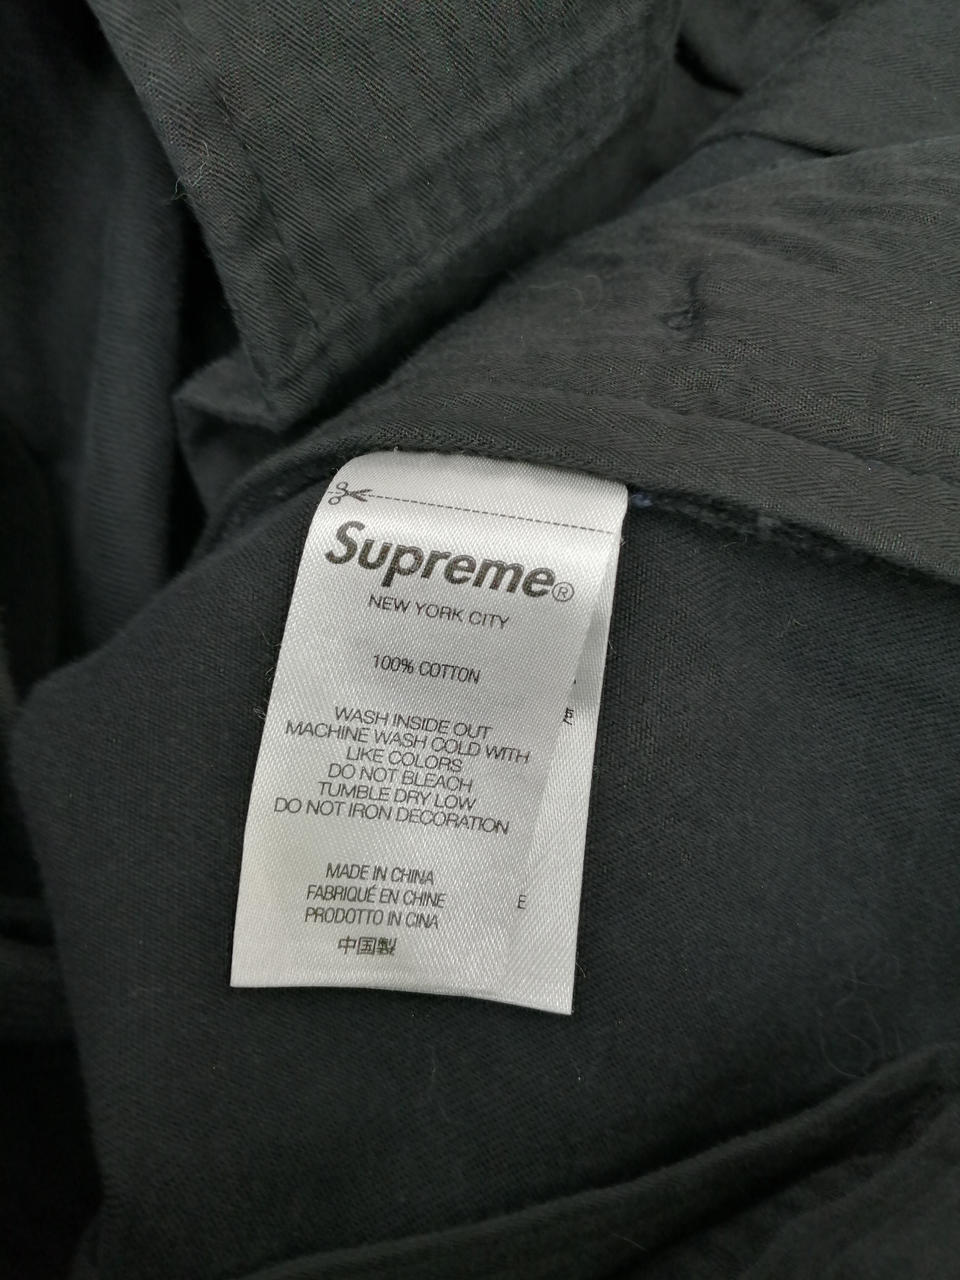 Supreme®
NEW YORK CITY
100% COTTON
WASH INSIDE OUT
MACHINE WASH COLD WITH
LIKE COLORS
DO NOT BLEACH
TUMBLE DRY LOW
DO NOT IRON DECORATION
MADE IN CHINA
FABRIQUÉ EN CHINE
PRODOTTO IN CINA
中国製
E